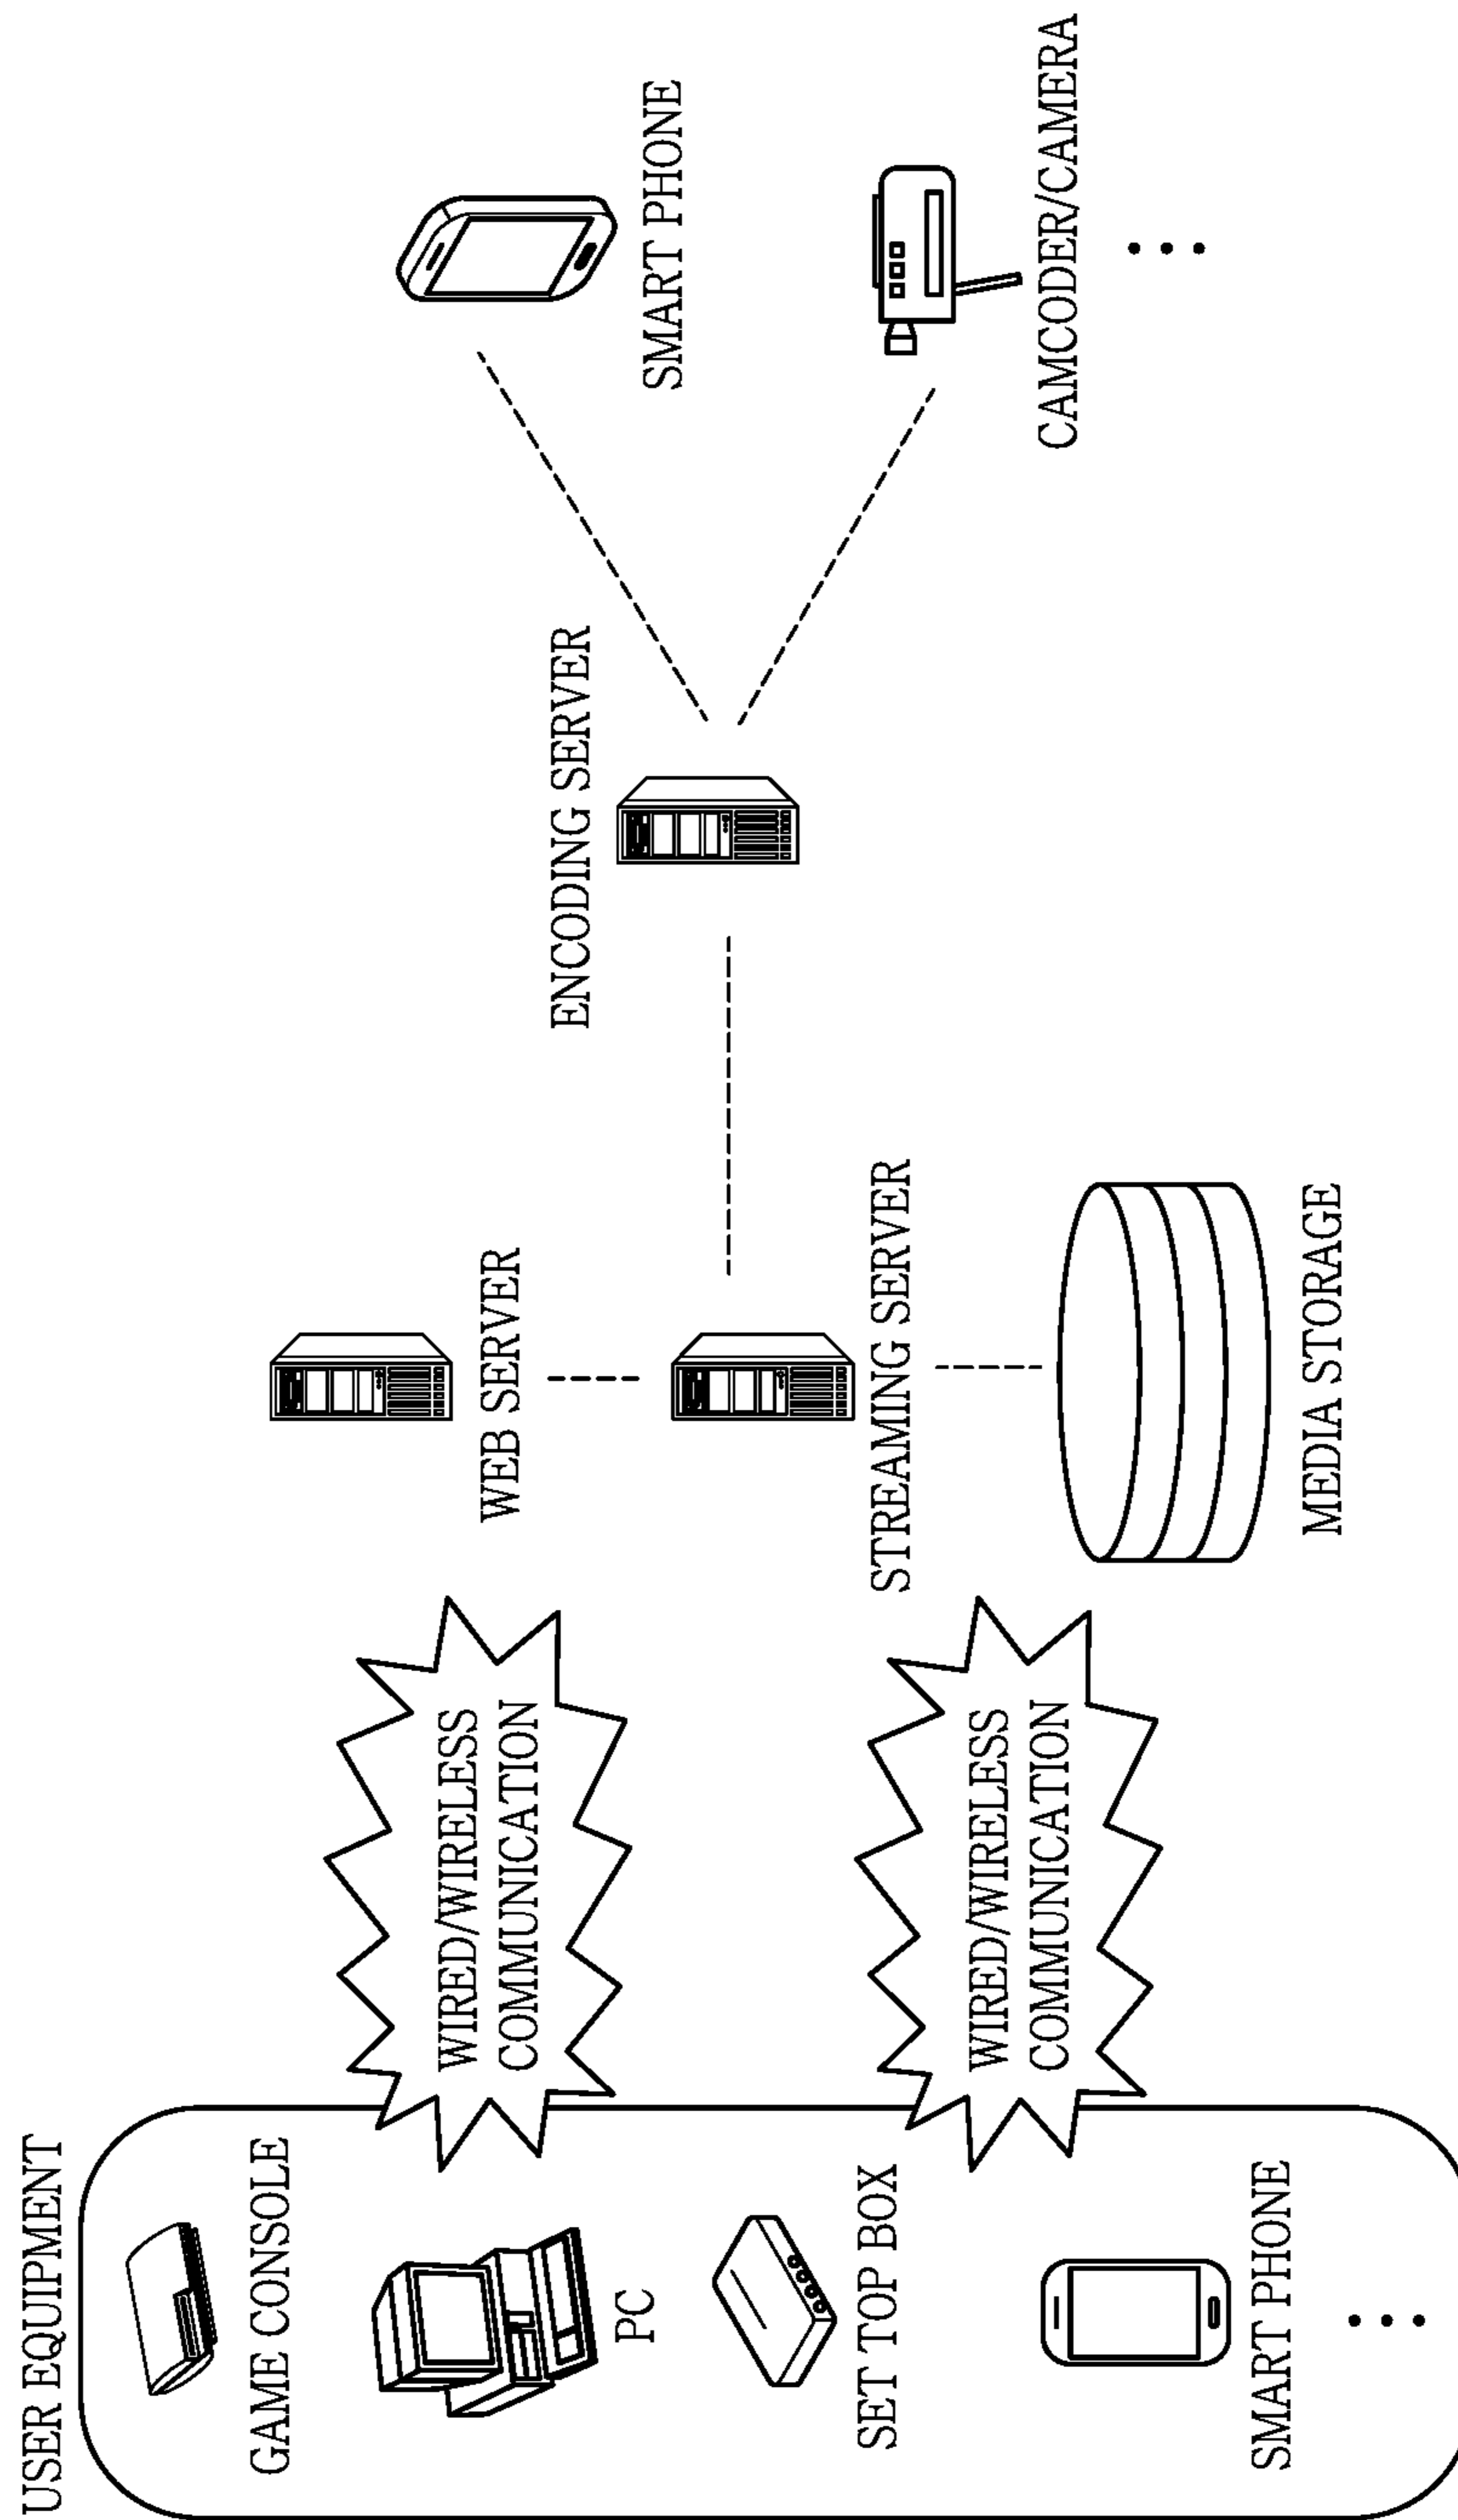 USER EQUIPMENT
GAME CONSOLE
PC
SET TOP BOX
SMART PHONE
WIRED/WIRELESS
COMMUNICATION
WIRED/WIRELESS
COMMUNICATION
WEB SERVER
STREAMING SERVER
MEDIA STORAGE
ENCODING SERVER
SMART PHONE
CAMCODER/CAMERA